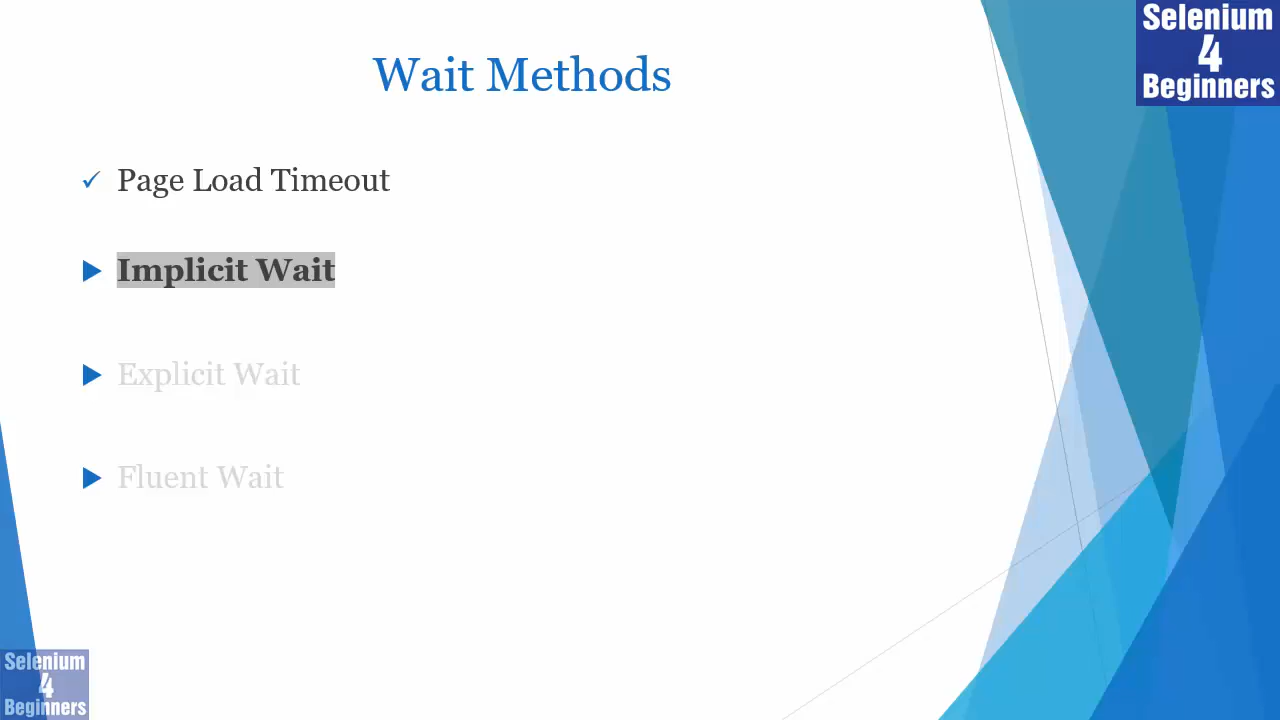 Selenium
4
Beginners
Wait Methods
Page Load Timeout
Implicit Wait
Explicit Wait
Fluent Wait
Selenium
4
Beginners